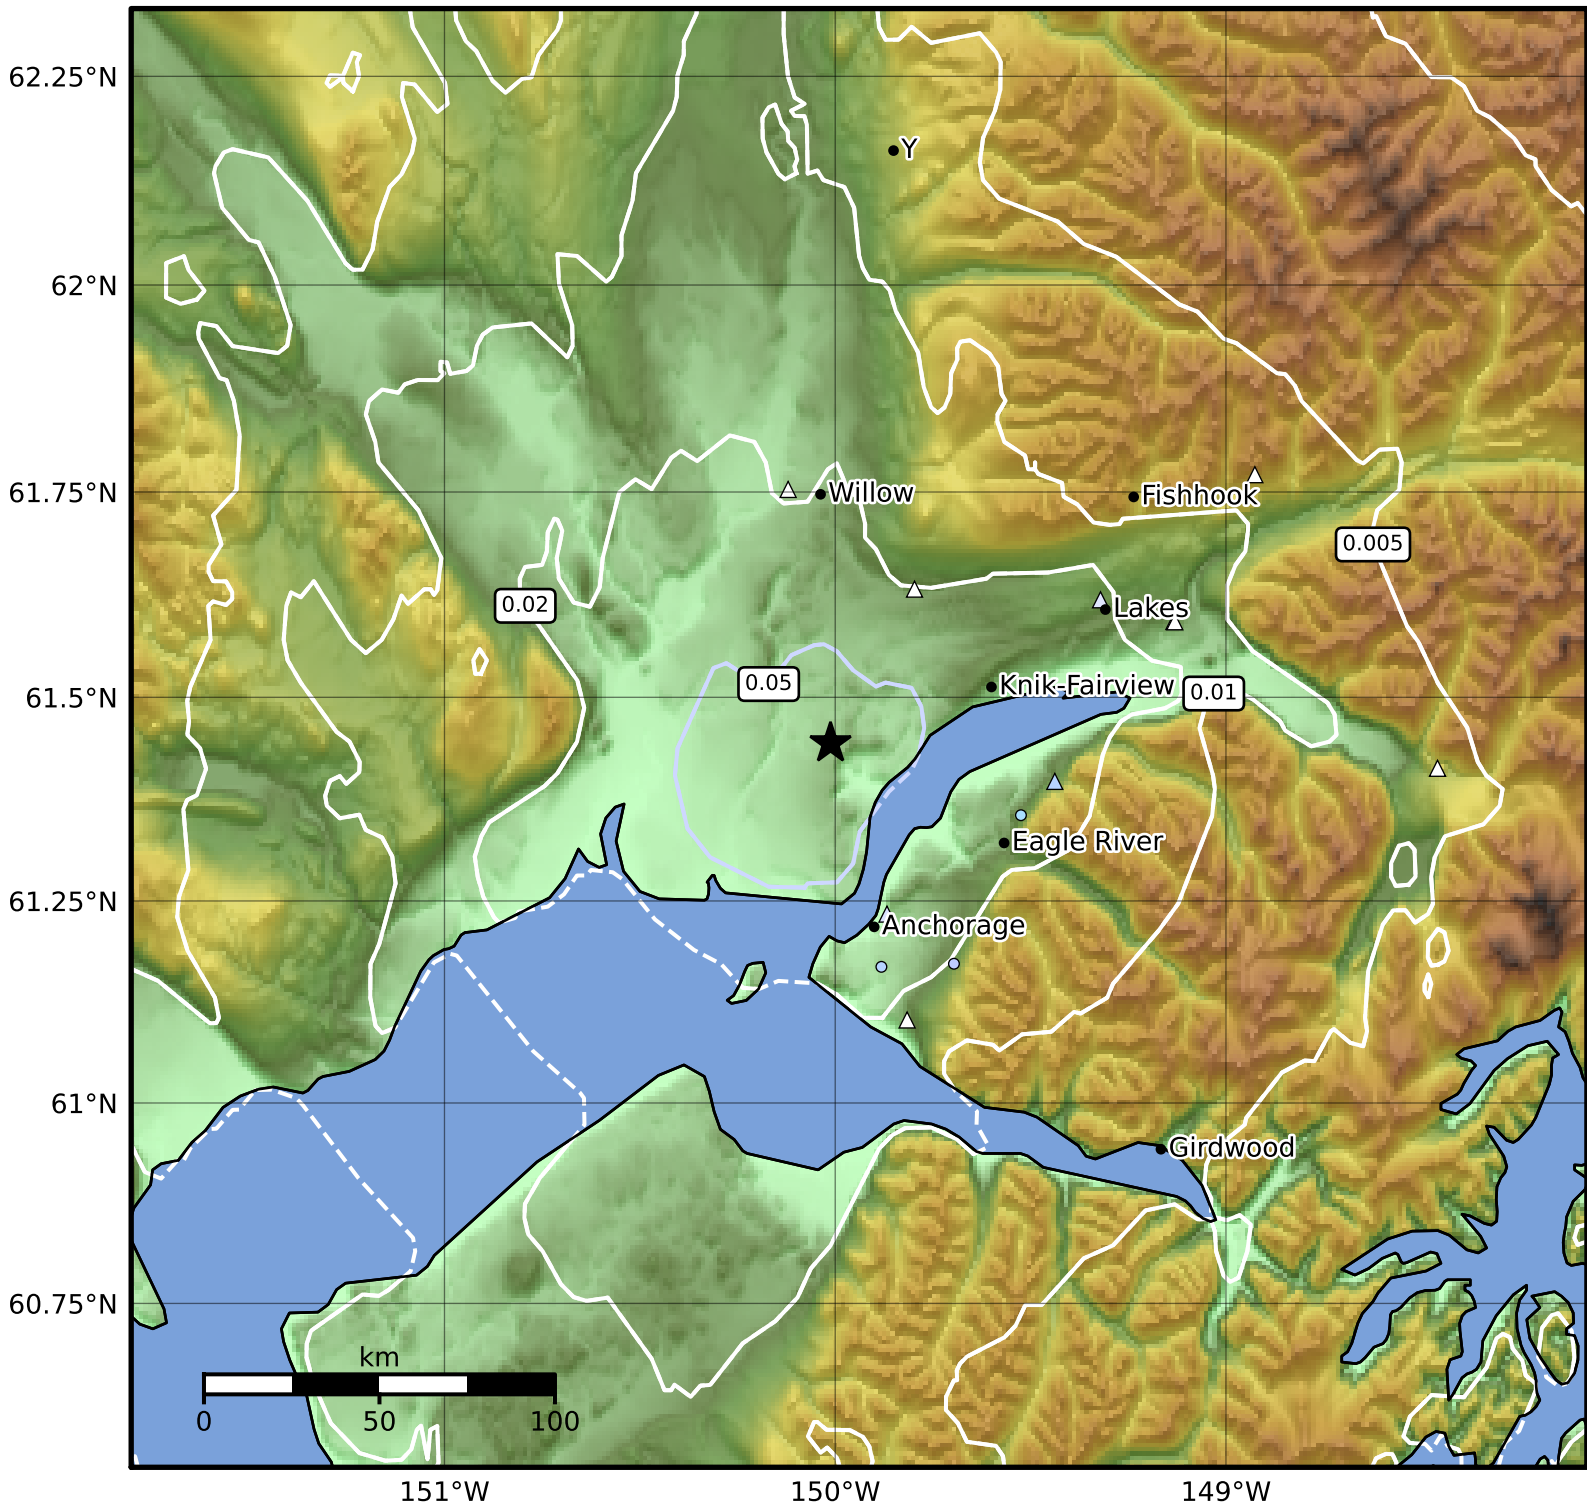 62.25°N
Y
62°N
61.75°N
Willow
Fishhook
0.005
0.02
Lakes
0.05
Knik-Fairview
0.01
61.5°N
Eagle River
61.25°N
Anchorage
61°N
Girdwood
60.75°N
km
0 50 100
151°W 150°W 149°W